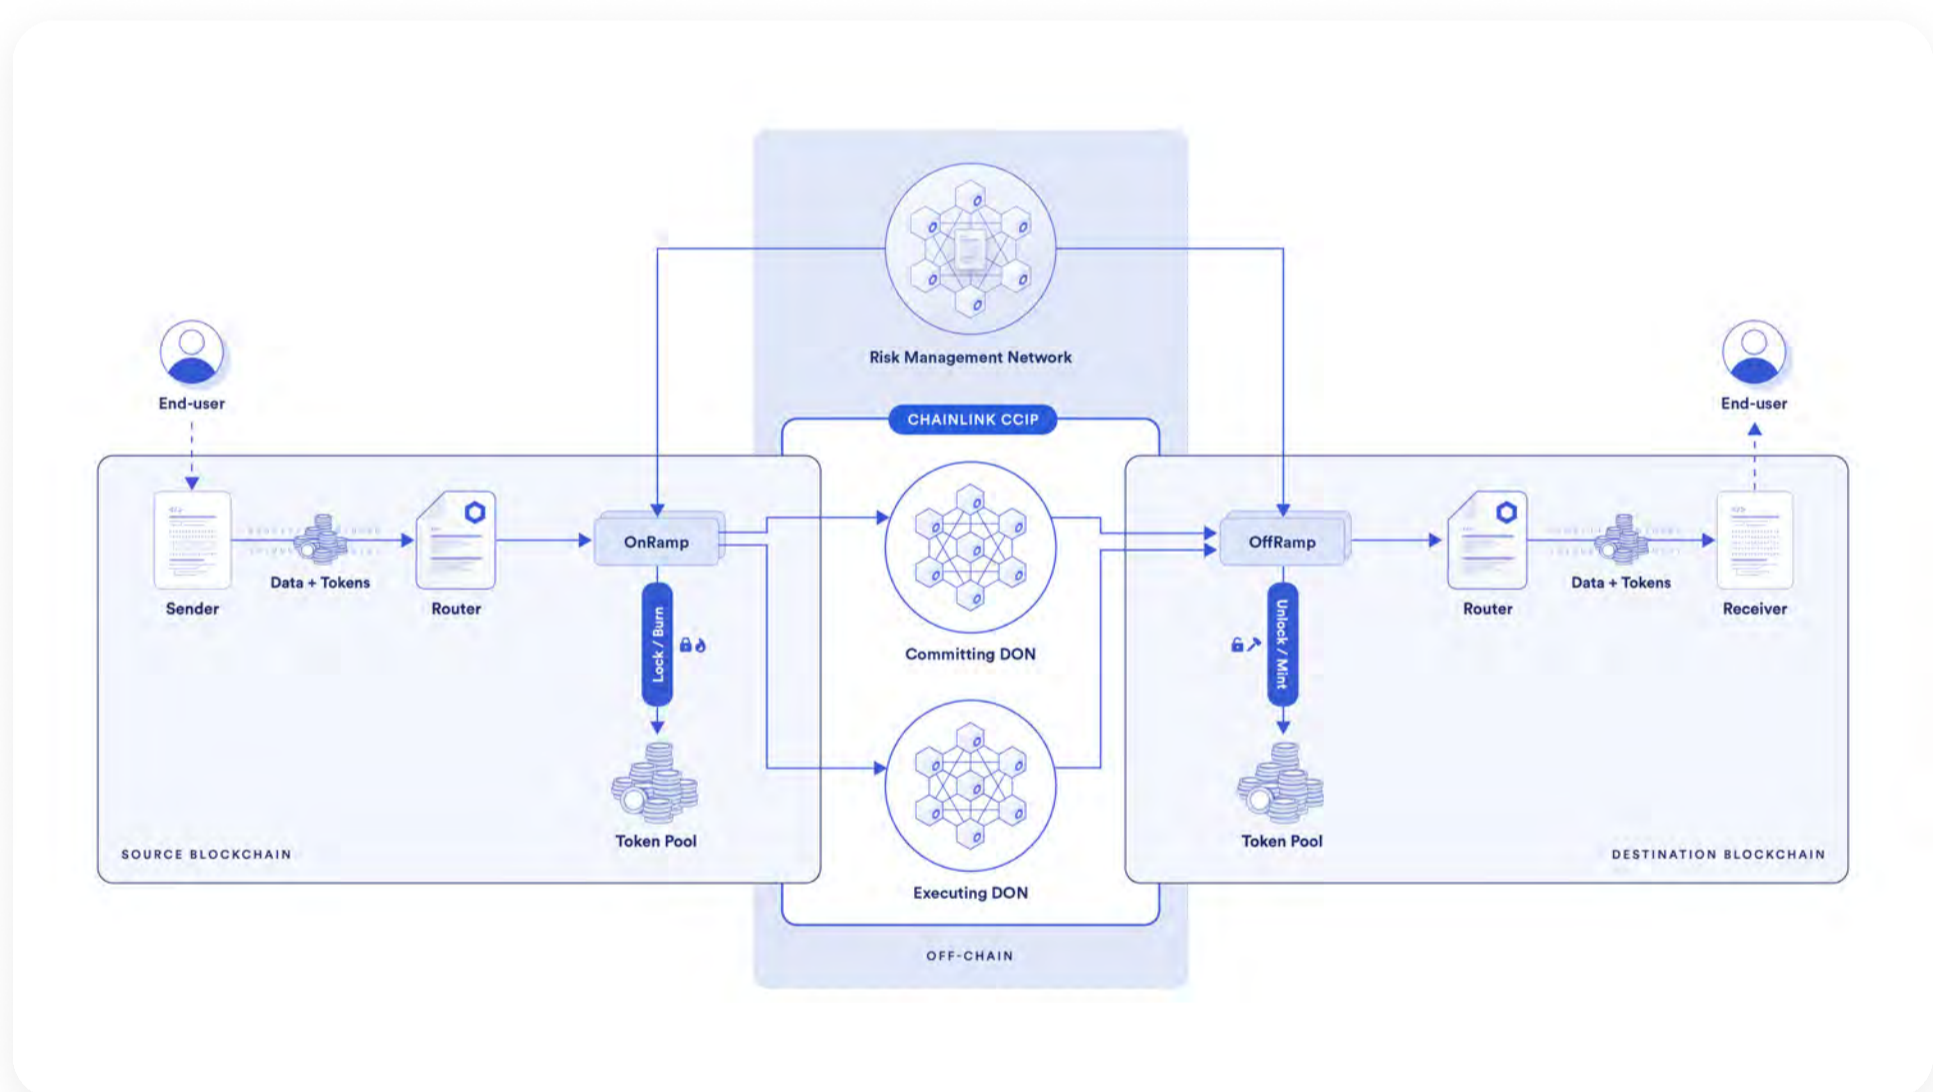 Risk Management Network
End-user
End-user
CHAINLINK CCIP
OnRamp
OffRamp
Data + Tokens
Data + Tokens
Sender
Router
Router
Receiver
Lock / Burn
Unlock / Mint
Committing DON
Token Pool
Token Pool
SOURCE BLOCKCHAIN
DESTINATION BLOCKCHAIN
Executing DON
OFF-CHAIN